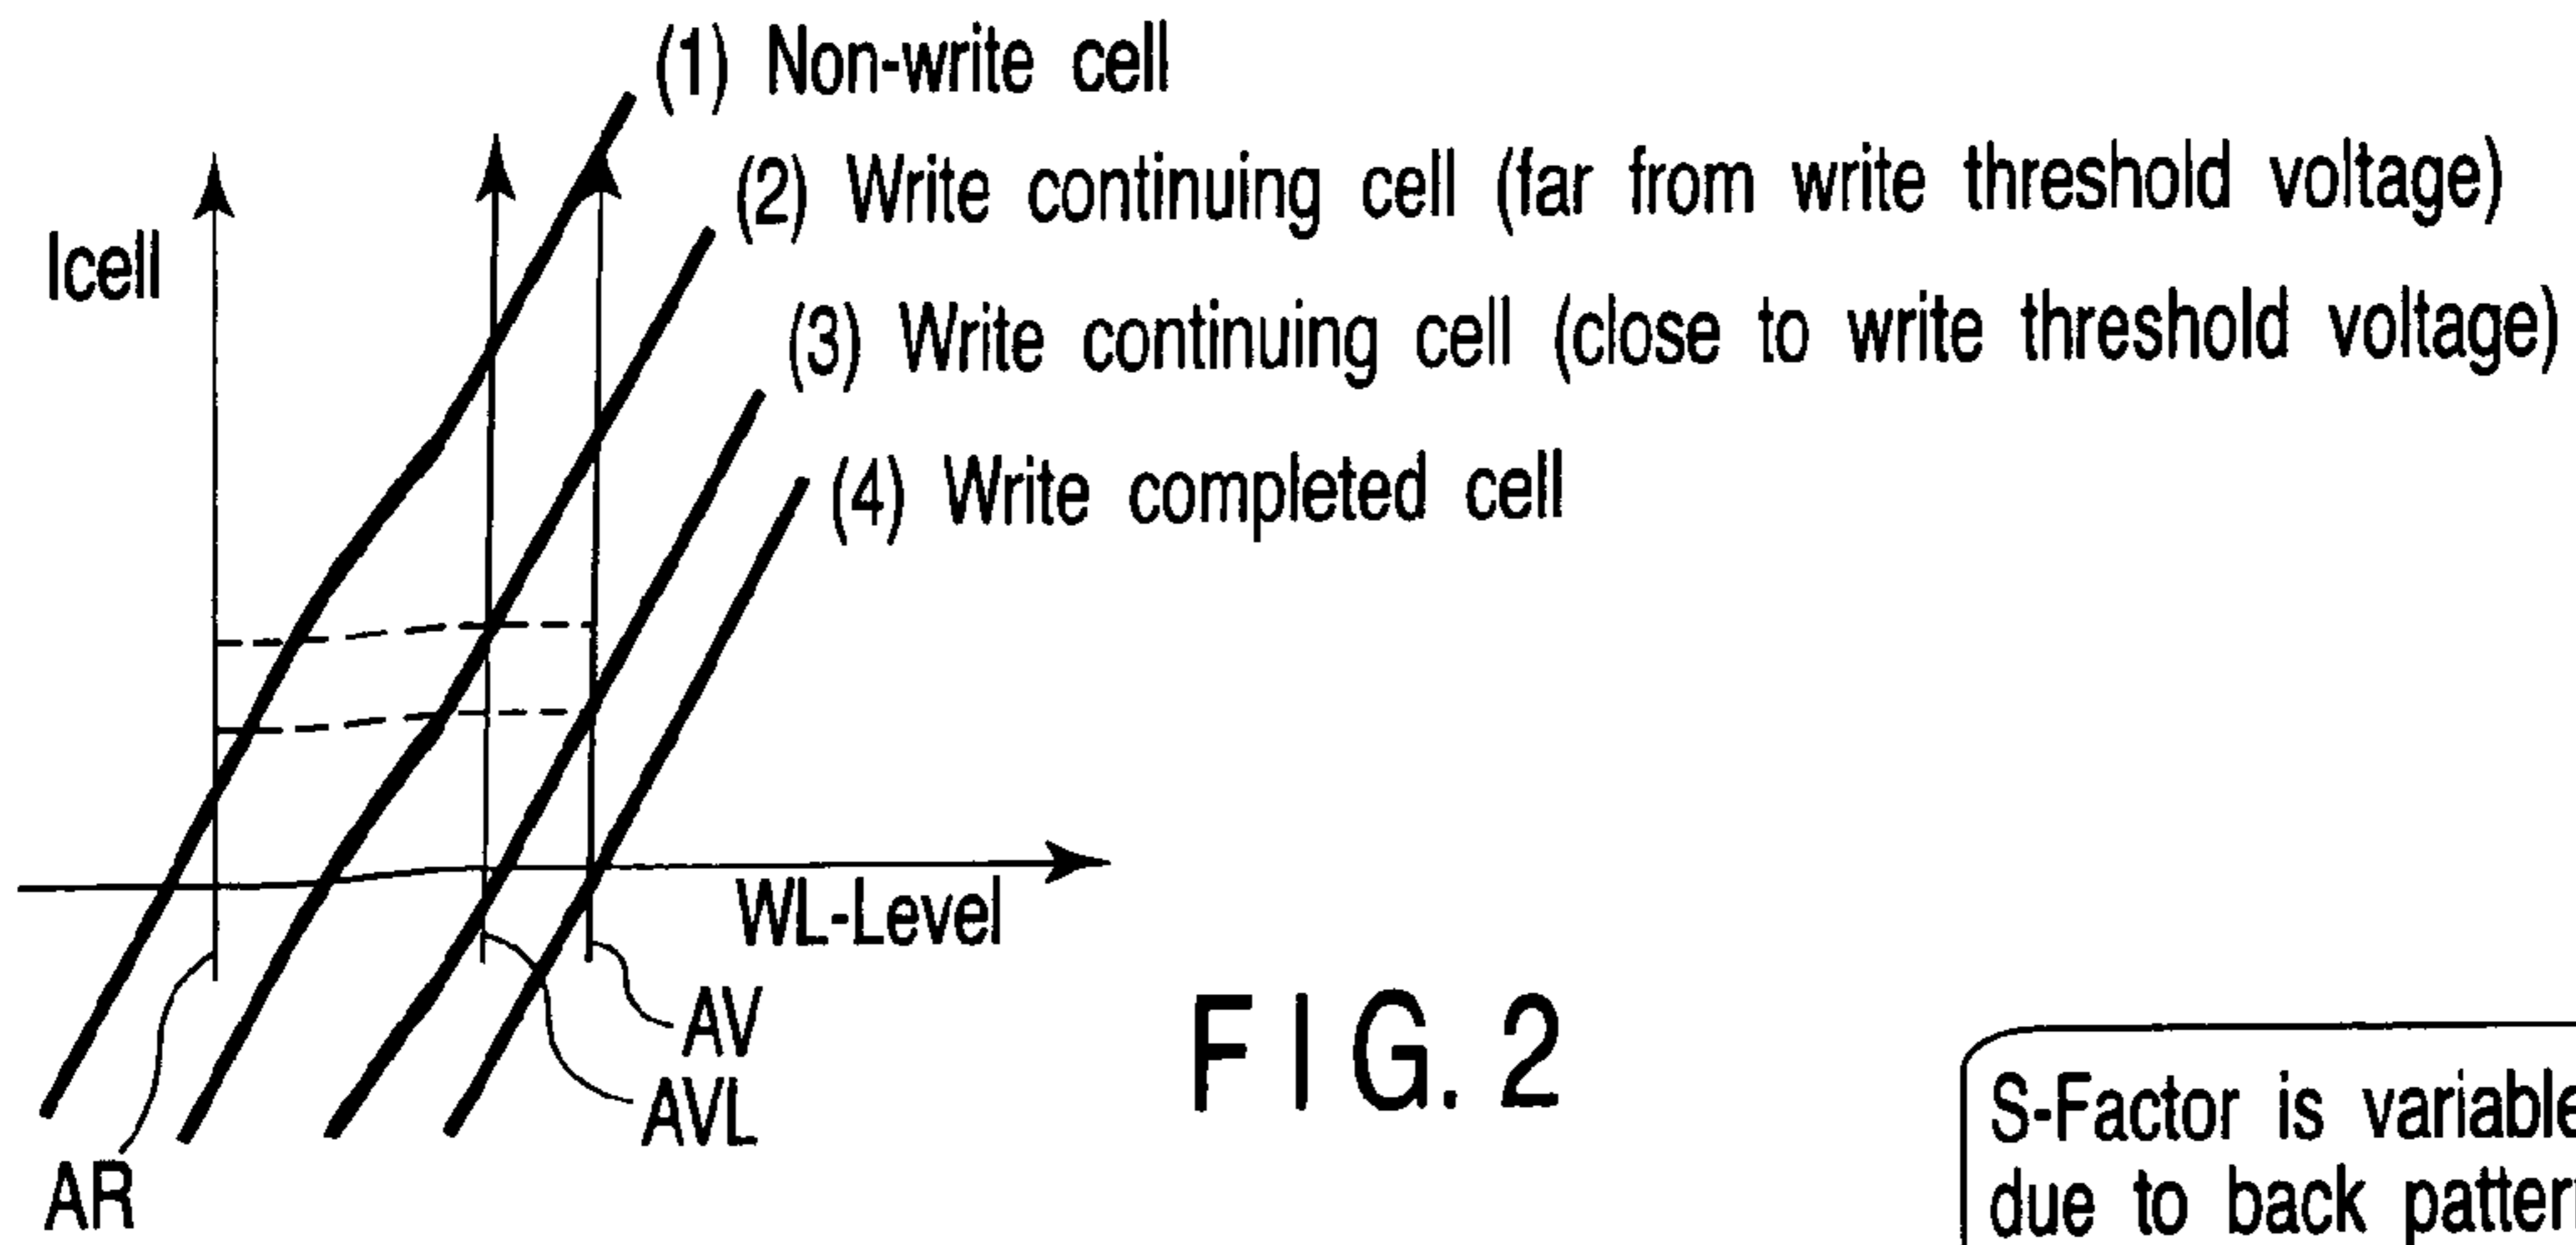 (1) Non-write cell
(2) Write continuing cell (far from write threshold voltage)
Icell
(3) Write continuing cell (close to write threshold voltage)
(4) Write completed cell
WL-Level
AV
AVL
AR
FIG. 2
S-Factor is variable
due to back pattern